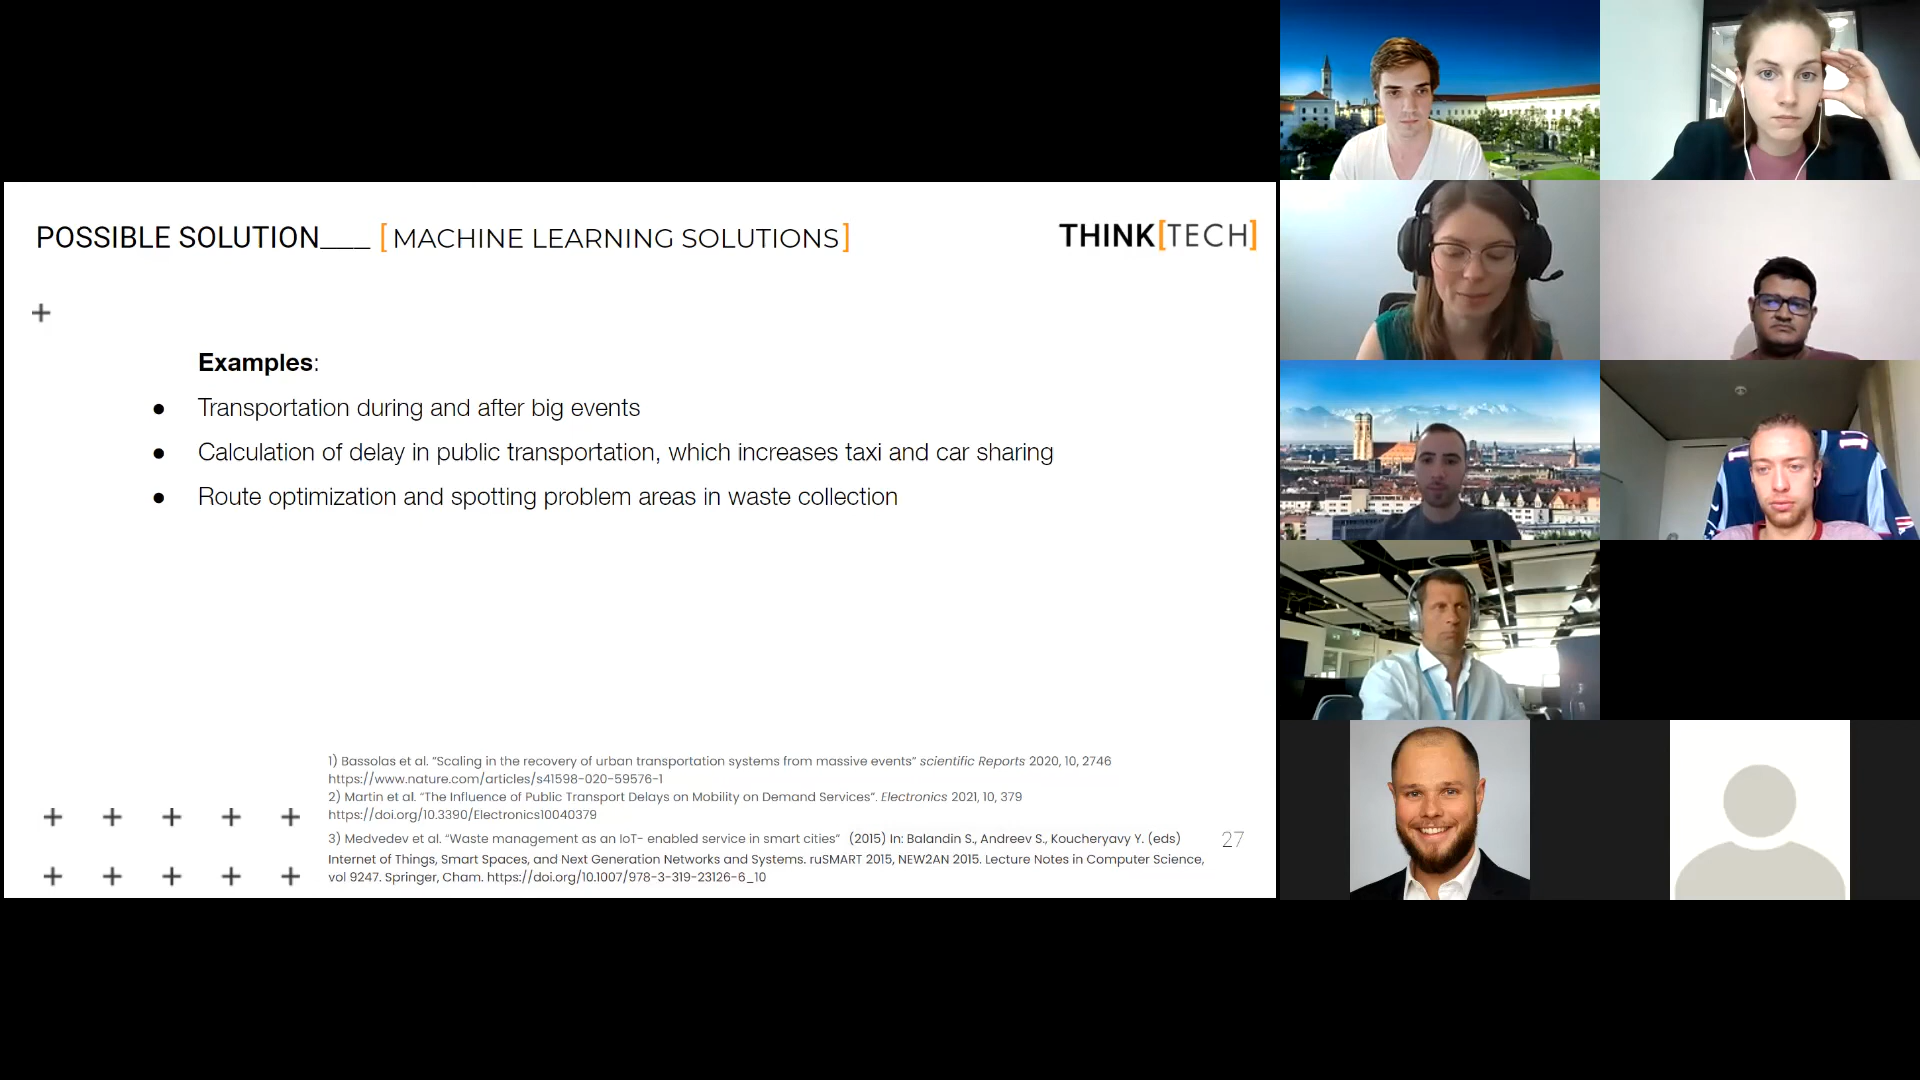 POSSIBLE SOLUTION___ [MACHINE LEARNING SOLUTIONS]
THINK[TECH]
Examples:
● Transportation during and after big events
● Calculation of delay in public transportation, which increases taxi and car sharing
● Route optimization and spotting problem areas in waste collection
1) Bassolas et al. “Scaling in the recovery of urban transportation systems from massive events” scientific Reports 2020, 10, 2746
https://www.nature.com/articles/s41598-020-59576-1
2) Martin et al. “The Influence of Public Transport Delays on Mobility on Demand Services”. Electronics 2021, 10, 379
https://doi.org/10.3390/Electronics10040379
3) Medvedev et al. “Waste management as an IoT- enabled service in smart cities” (2015) In: Balandin S., Andreev S., Koucheryavy Y. (eds)
Internet of Things, Smart Spaces, and Next Generation Networks and Systems. ruSMART 2015, NEW2AN 2015. Lecture Notes in Computer Science,
vol 9247. Springer, Cham. https://doi.org/10.1007/978-3-319-23126-6_10
27